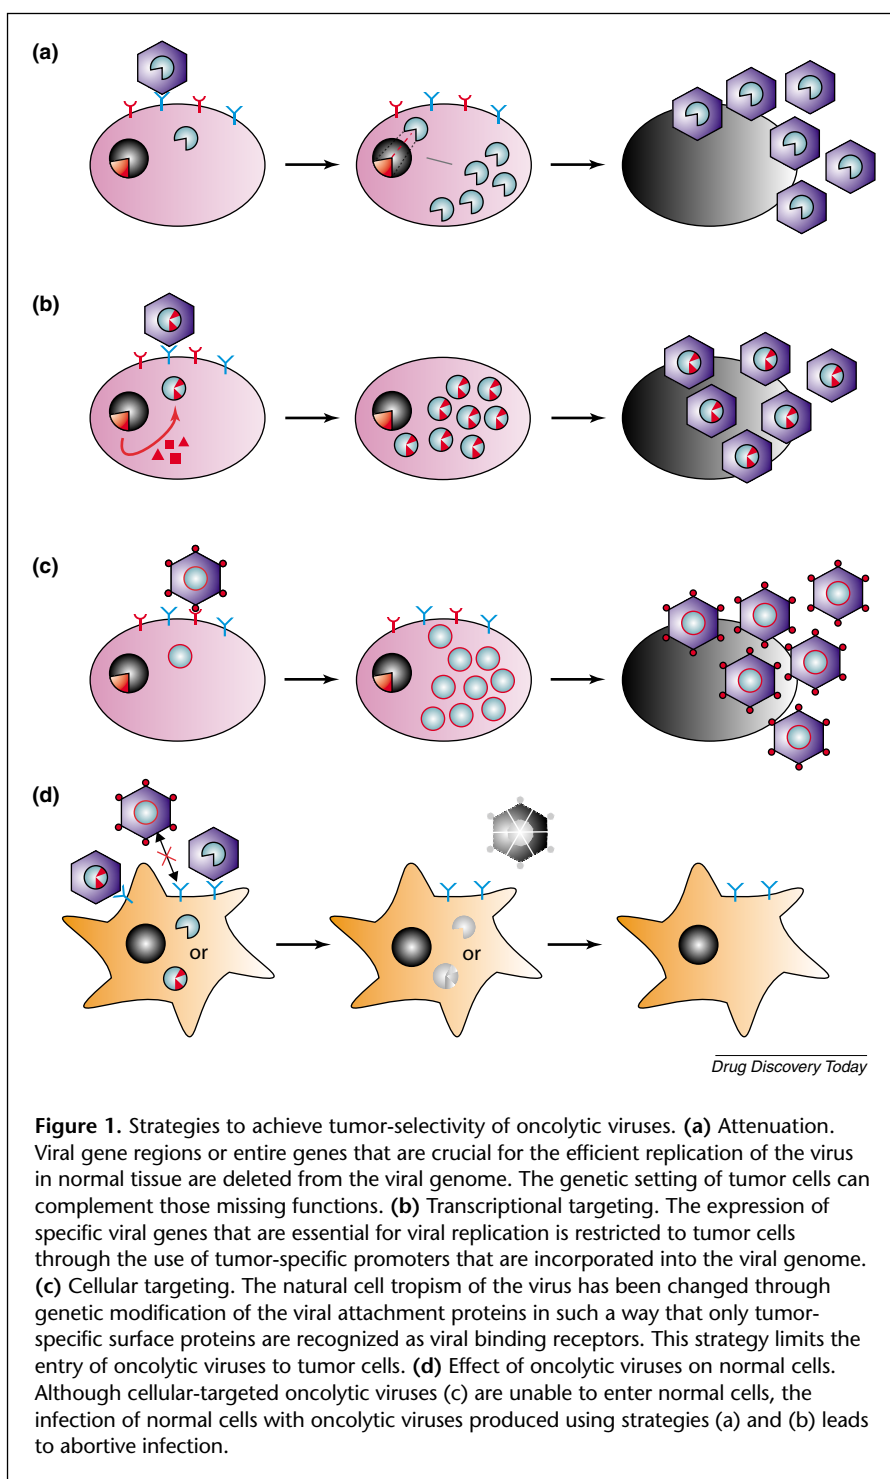 (a)
(b)
(c)
(d)
or
or
Drug Discovery Today
Figure 1. Strategies to achieve tumor-selectivity of oncolytic viruses. (a) Attenuation.
Viral gene regions or entire genes that are crucial for the efficient replication of the virus
in normal tissue are deleted from the viral genome. The genetic setting of tumor cells can
complement those missing functions. (b) Transcriptional targeting. The expression of
specific viral genes that are essential for viral replication is restricted to tumor cells
through the use of tumor-specific promoters that are incorporated into the viral genome.
(c) Cellular targeting. The natural cell tropism of the virus has been changed through
genetic modification of the viral attachment proteins in such a way that only tumor-
specific surface proteins are recognized as viral binding receptors. This strategy limits the
entry of oncolytic viruses to tumor cells. (d) Effect of oncolytic viruses on normal cells.
Although cellular-targeted oncolytic viruses (c) are unable to enter normal cells, the
infection of normal cells with oncolytic viruses produced using strategies (a) and (b) leads
to abortive infection.